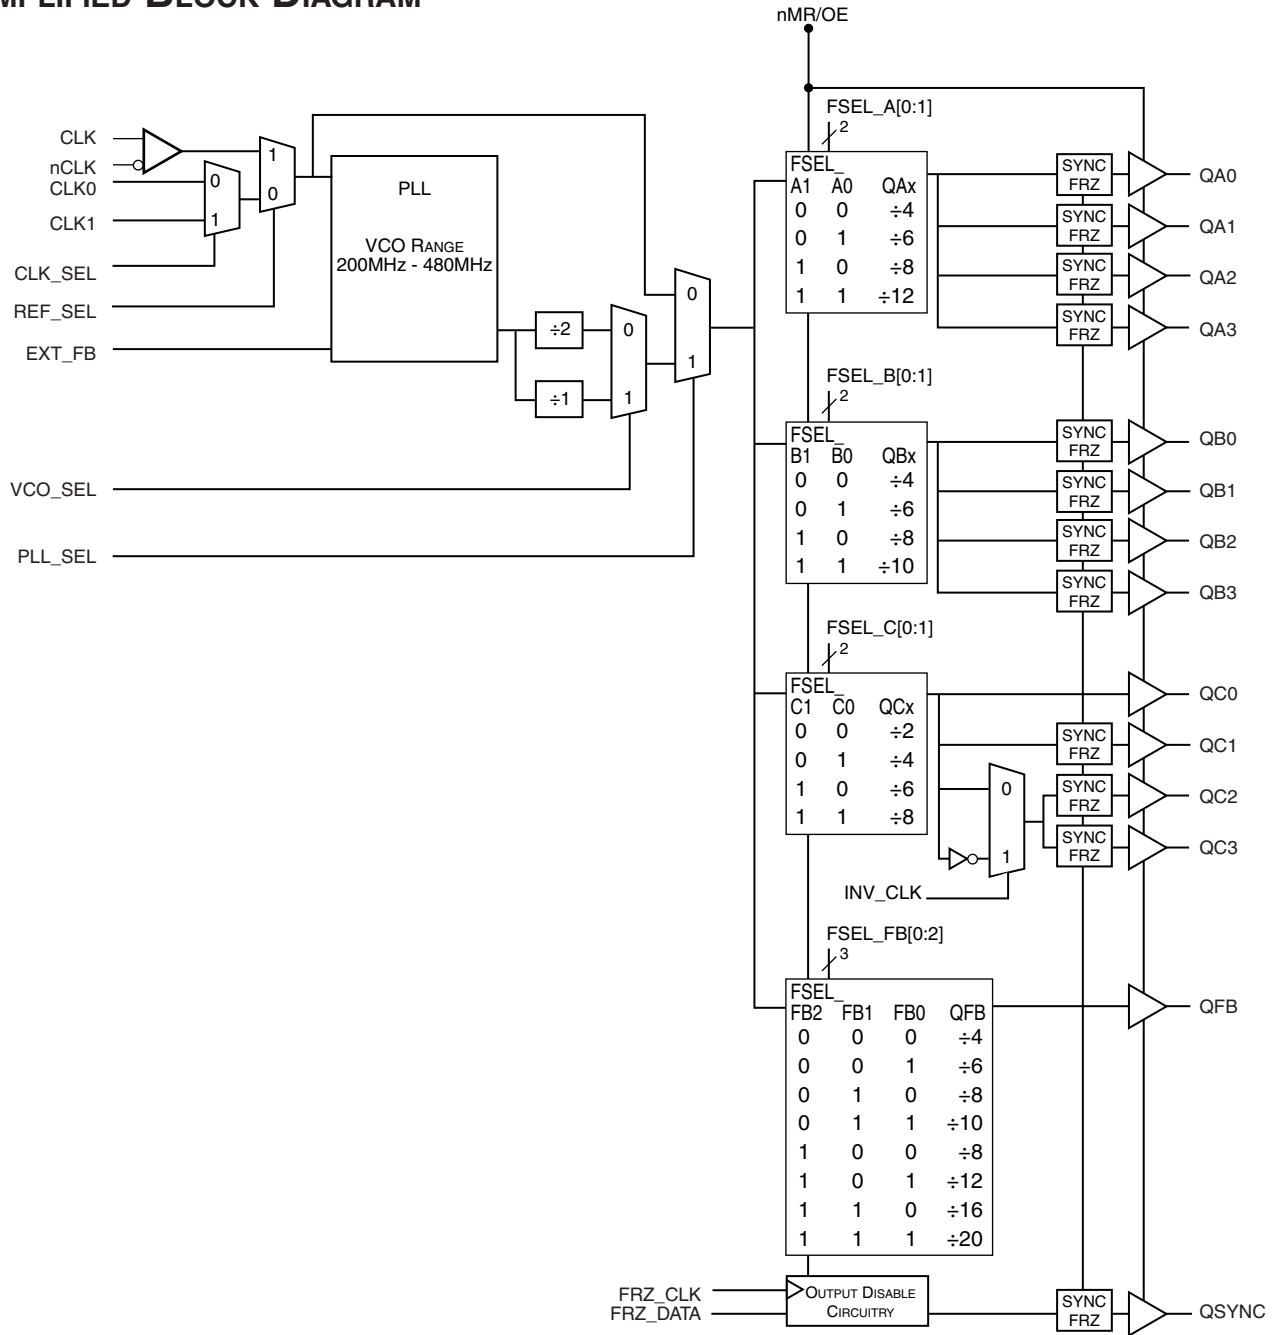 MPLIFIED BLOCK DIAGRAM
nMR/OE
CLK
nCLK
CLK0
CLK1
CLK_SEL
REF_SEL
EXT_FB
VCO_SEL
PLL_SEL
1
0
0
1
PLL
VCO RANGE
200MHz - 480MHz
÷2
÷1
0
1
0
1
FSEL_A[0:1]
2
FSEL_
A1 A0 QAx
0 0 ÷4
0 1 ÷6
1 0 ÷8
1 1 ÷12
SYNC
FRZ
QA0
SYNC
FRZ
QA1
SYNC
FRZ
QA2
SYNC
FRZ
QA3
FSEL_B[0:1]
2
FSEL_
B1 B0 QBx
0 0 ÷4
0 1 ÷6
1 0 ÷8
1 1 ÷10
SYNC
FRZ
QB0
SYNC
FRZ
QB1
SYNC
FRZ
QB2
SYNC
FRZ
QB3
FSEL_C[0:1]
2
FSEL_
C1 C0 QCx
0 0 ÷2
0 1 ÷4
1 0 ÷6
1 1 ÷8
QC0
SYNC
FRZ
QC1
0
1
INV_CLK
SYNC
FRZ
QC2
SYNC
FRZ
QC3
FSEL_FB[0:2]
3
FSEL_
FB2 FB1 FB0 QFB
0 0 0 ÷4
0 0 1 ÷6
0 1 0 ÷8
0 1 1 ÷10
1 0 0 ÷8
1 0 1 ÷12
1 1 0 ÷16
1 1 1 ÷20
QFB
FRZ_CLK
FRZ_DATA
OUTPUT DISABLE
CIRCUITRY
SYNC
FRZ
QSYNC